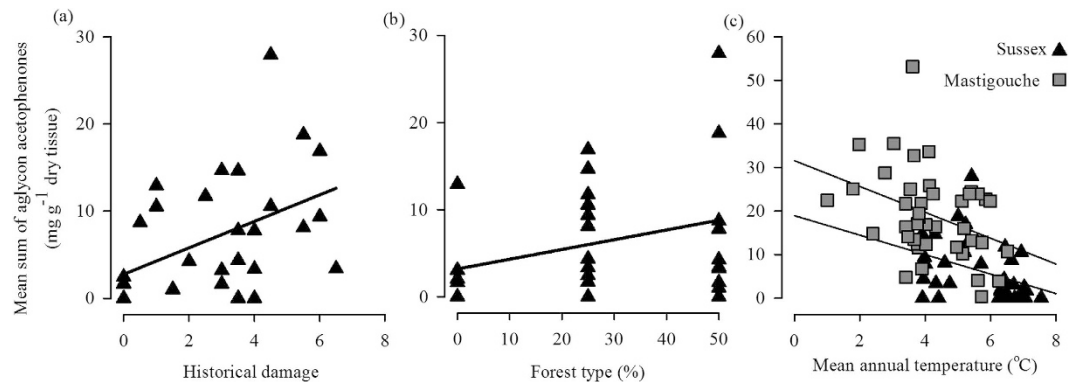 (a)
(b)
(c)
Mean sum of aglycon acetophenones
(mg g-1 dry tissue)
30
20
10
0
0 2 4 6 8
Historical damage
30
20
10
0
0 10 20 30 40 50
Forest type (%)
60
50
40
30
20
10
0
0 2 4 6 8
Mean annual temperature (°C)
Sussex
Mastigouche